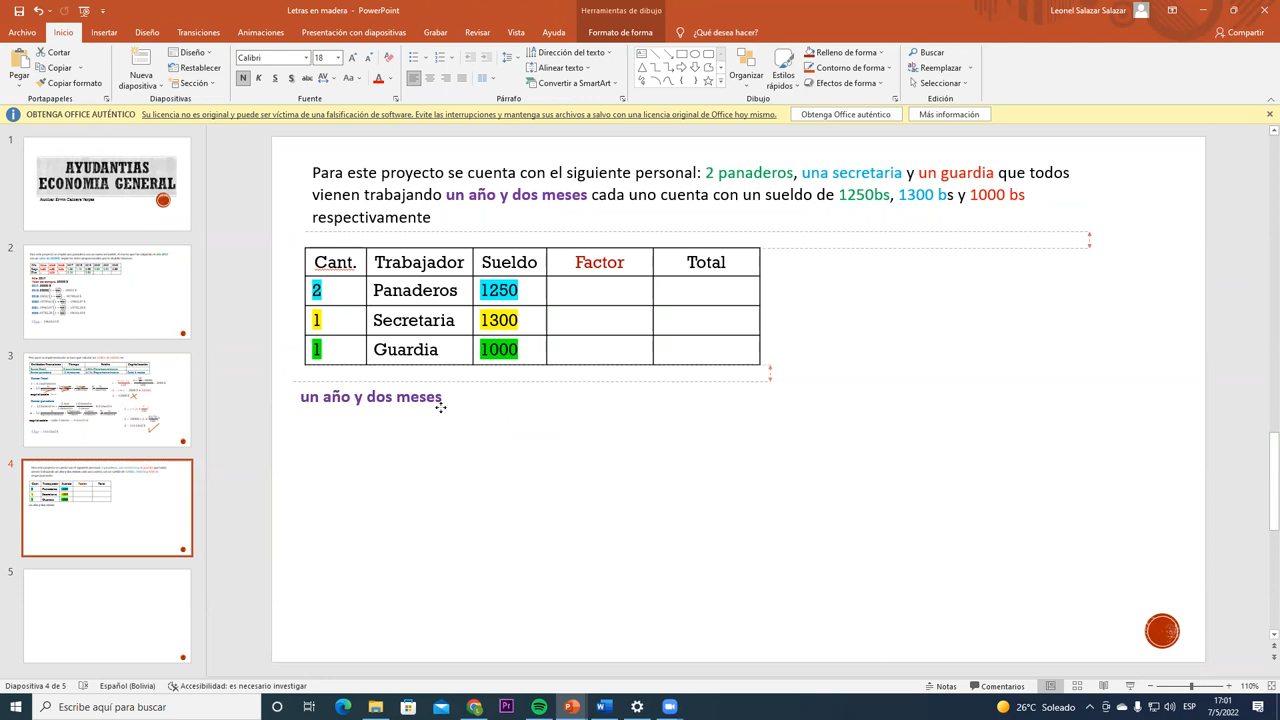 Letras en madera - PowerPoint
Herramientas de dibujo
Leonel Salazar Salazar
Archivo Inicio Insertar Diseño Transiciones Animaciones Presentación con diapositivas Grabar Revisar Vista Ayuda Formato de forma ¿Qué desea hacer? Compartir
Pegar
Cortar
Copiar
Copiar formato
Portapapeles
Nueva
diapositiva
Diseño
Restablecer
Sección
Diapositivas
Calibri 18
N K S abc AV Aa A
Fuente
Dirección del texto
Alinear texto
Convertir a SmartArt
Párrafo
Organizar
Estilos
rápidos
Relleno de forma
Contorno de forma
Efectos de forma
Dibujo
Buscar
Reemplazar
Seleccionar
Edición
OBTENGA OFFICE AUTÉNTICO Su licencia no es original y puede ser víctima de una falsificación de software. Evite las interrupciones y mantenga sus archivos a salvo con una licencia original de Office hoy mismo. Obtenga Office auténtico Más información
1
AYUDANTIAS
ECONOMIA GENERAL
2
3
4
5
Para este proyecto se cuenta con el siguiente personal: 2 panaderos, una secretaria y un guardia que todos
vienen trabajando un año y dos meses cada uno cuenta con un sueldo de 1250bs, 1300 bs y 1000 bs
respectivamente
Cant. Trabajador Sueldo Factor Total
2 Panaderos 1250
1 Secretaria 1300
1 Guardia 1000
un año y dos meses
Diapositiva 4 de 5 Español (Bolivia) Accesibilidad: es necesario investigar Notas Comentarios 110%
Escribe aquí para buscar
26°C Soleado ESP 17:01
7/5/2022